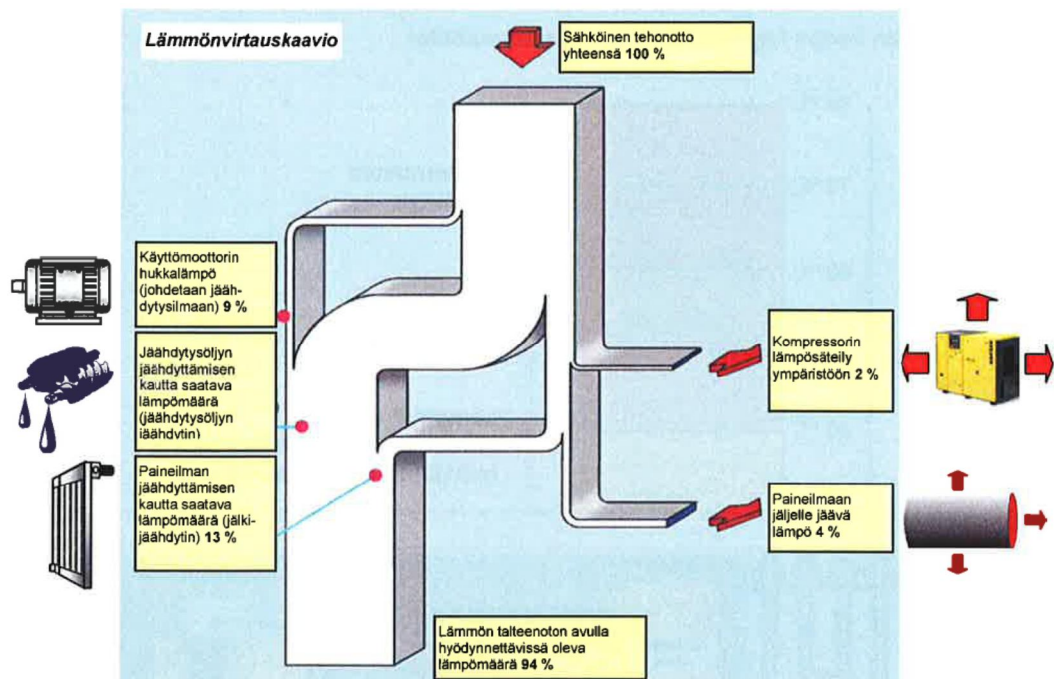 Lämmönvirtauskaavio
Sähköinen tehonotto
yhteensä 100 %
Käyttömoottorin
hukkalämpö
(johdetaan jääh-
dytysilmaan) 9 %
Jäähdytysöljyn
jäähdyttämisen
kautta saatava
lämpömäärä
(jäähdytysöljyn
jäähdytin)
Paineilman
jäähdyttämisen
kautta saatava
lämpömäärä (jälki-
jäähdytin) 13 %
Kompressorin
lämpösäteily
ympäristöön 2 %
Paineilmaan
jäljelle jäävä
lämpö 4 %
Lämmön talteenoton avulla
hyödynnettävissä oleva
lämpömäärä 94 %